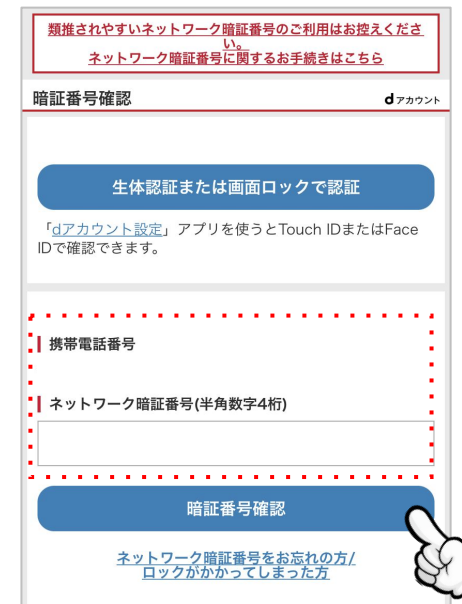 類推されやすいネットワーク暗証番号のご利用はお控えくださ
い。
ネットワーク暗証番号に関するお手続きはこちら
暗証番号確認
dアカウント
生体認証または画面ロックで認証
「dアカウント設定」アプリを使うとTouch IDまたはFace
IDで確認できます。
携帯電話番号
ネットワーク暗証番号(半角数字4桁)
暗証番号確認
ネットワーク暗証番号をお忘れの方/
ロックがかかってしまった方